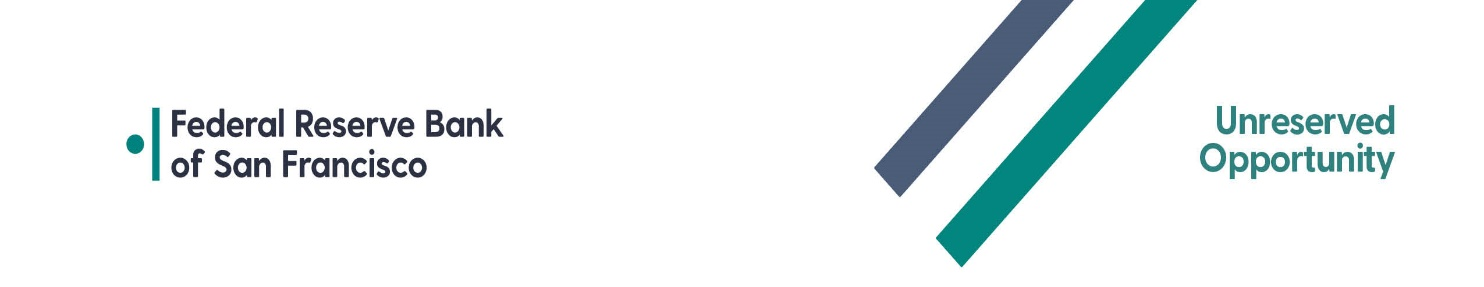 Federal Reserve Bank
of San Francisco
Unreserved
Opportunity